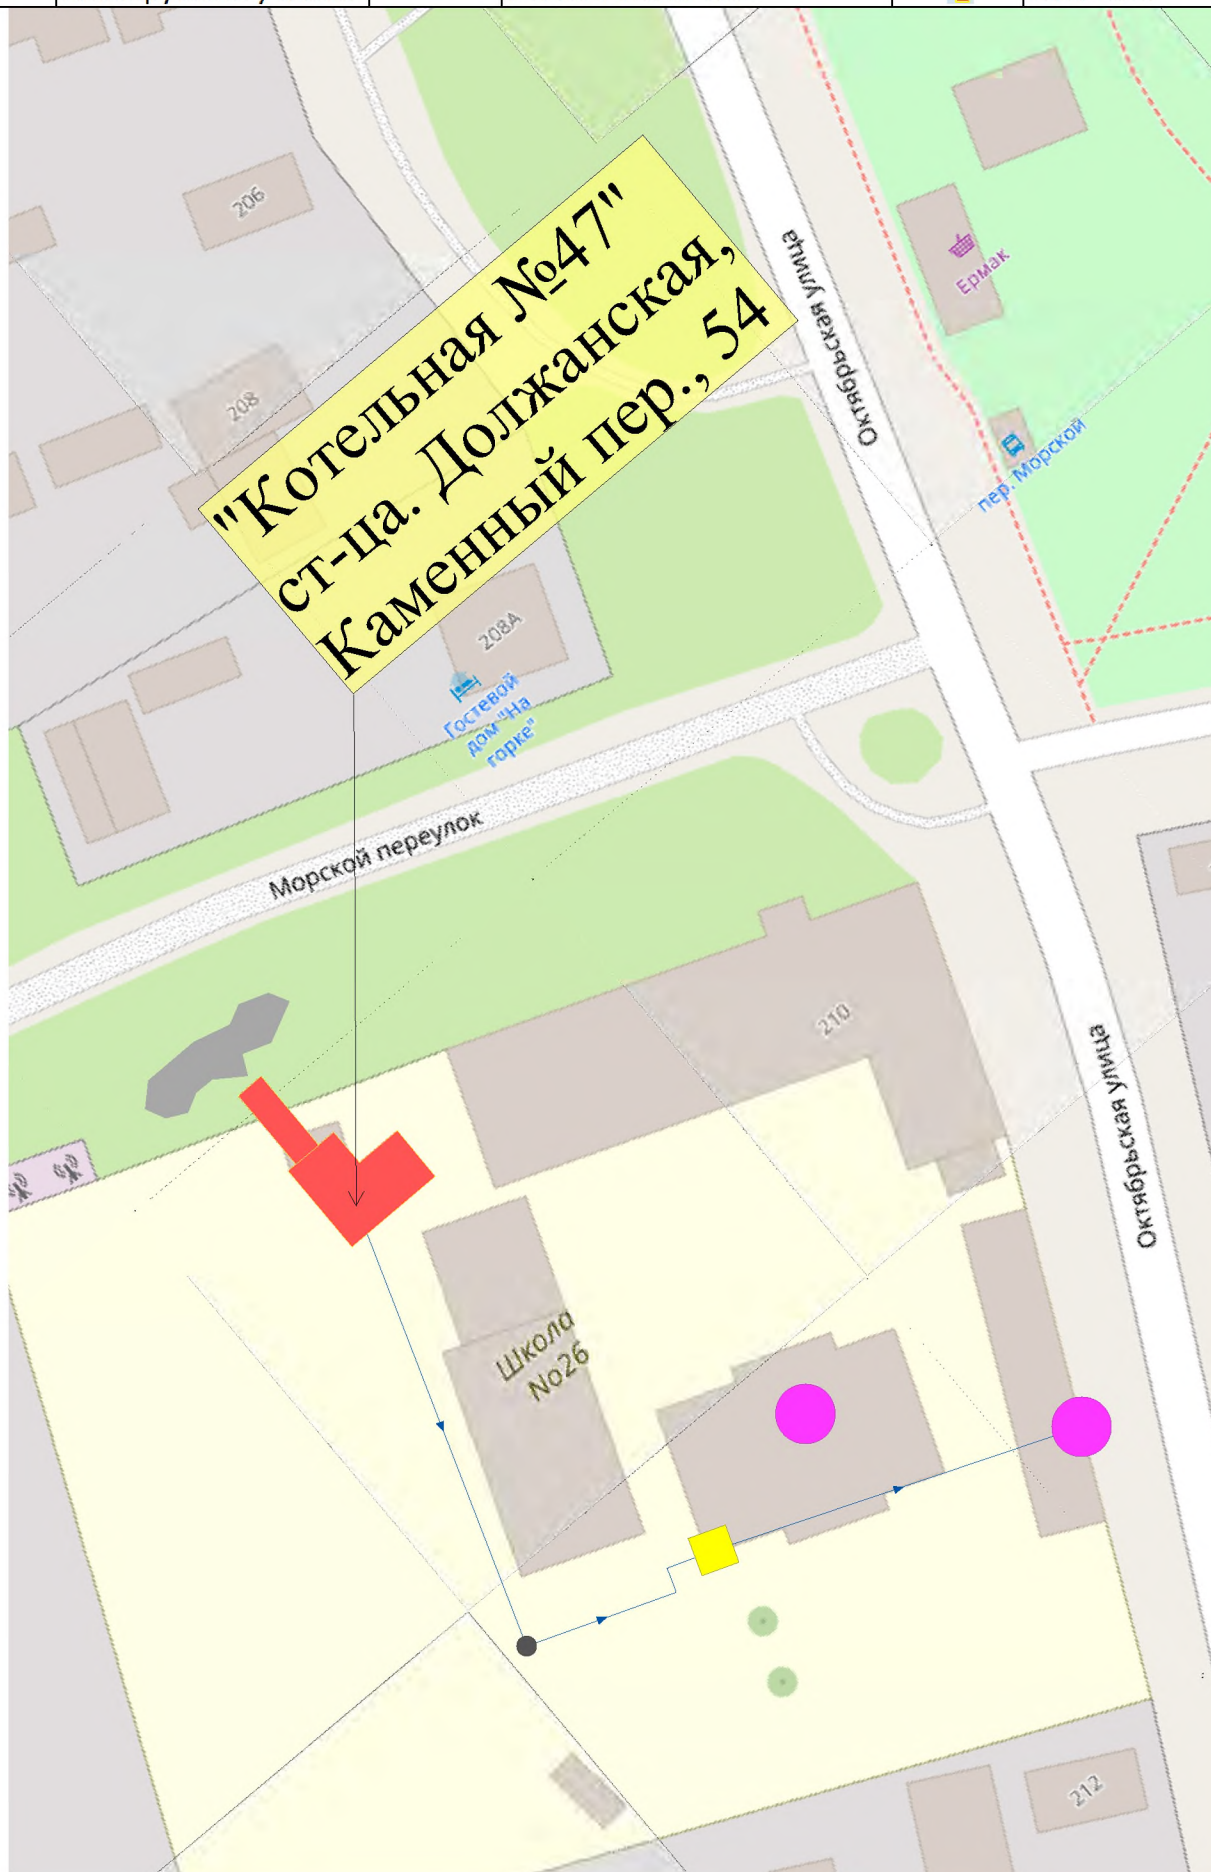 206
Октябрьская улица
Ермак
"Котельная №47"
ст-ца. Должанская,
Каменный пер., 54
208
пер. Морской
208А
Гостевой
дом "На
горке"
Морской переулок
210
Октябрьская улица
Школа
No26
212